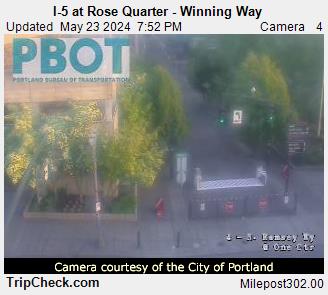 I-5 at Rose Quarter - Winning Way
Updated May 23 2024 7:52 PM Camera 4
PBOT
PORTLAND BUREAU OF TRANSPORTATION
N Ctr
Camera courtesy of the City of Portland
TripCheck.com Milepost302.00